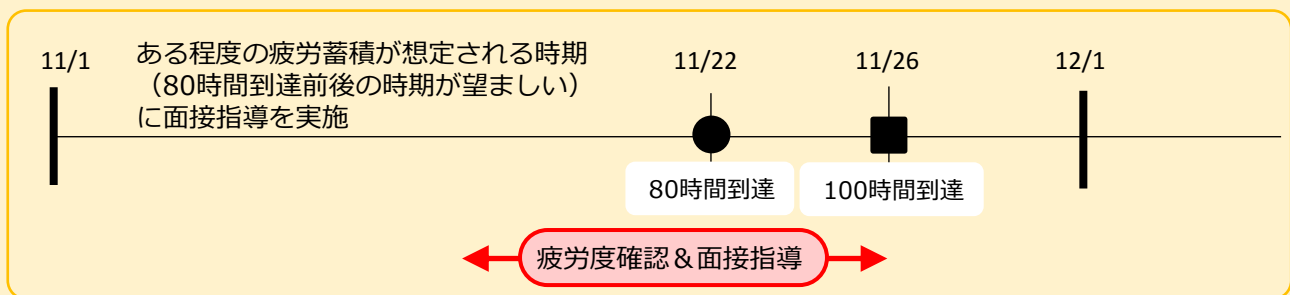 11/1
ある程度の疲労蓄積が想定される時期
（80時間到達前後の時期が望ましい）
に面接指導を実施
11/22
11/26
12/1
80時間到達
100時間到達
疲労度確認＆面接指導